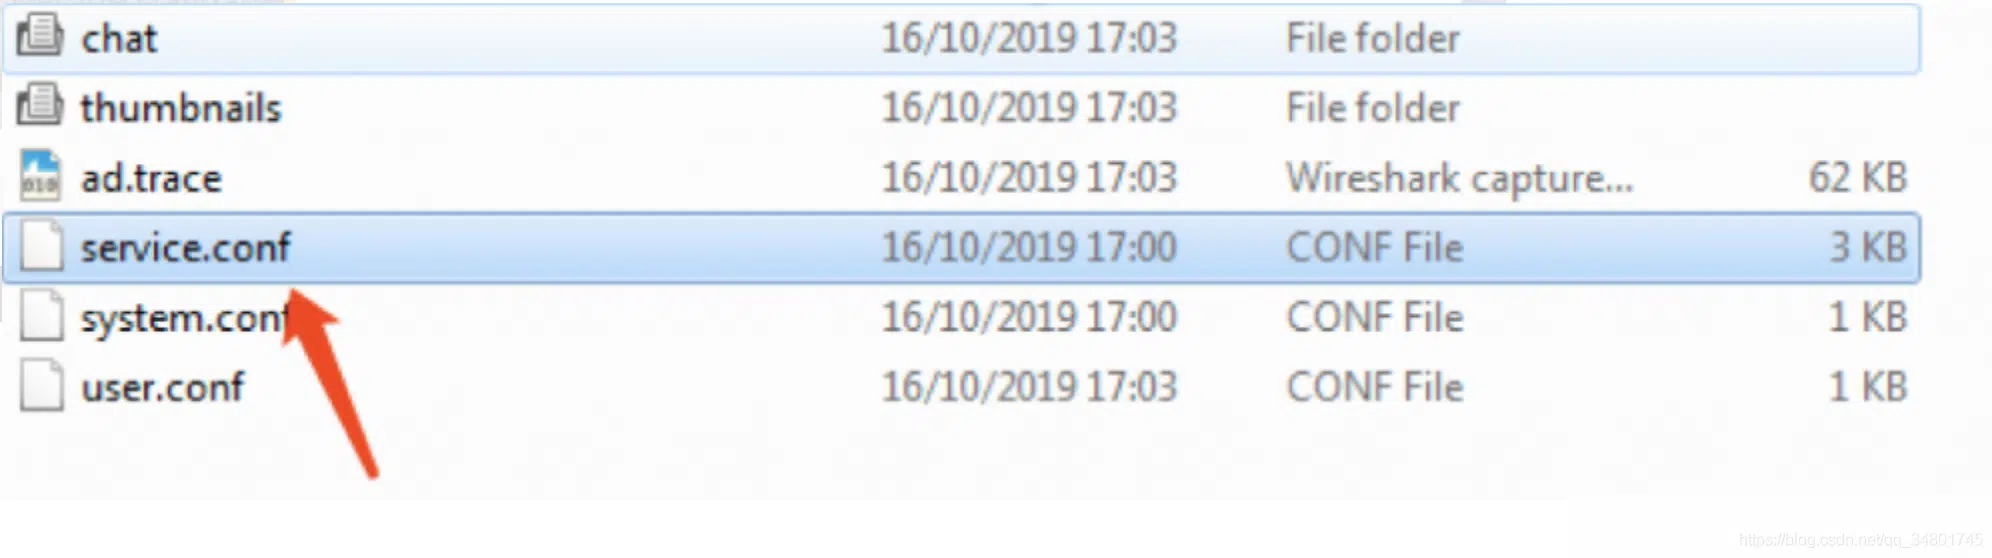 chat 16/10/2019 17:03 File folder
thumbnails 16/10/2019 17:03 File folder
ad.trace 16/10/2019 17:03 Wireshark capture... 62 KB
service.conf 16/10/2019 17:00 CONF File 3 KB
system.conf 16/10/2019 17:00 CONF File 1 KB
user.conf 16/10/2019 17:03 CONF File 1 KB
https://blog.csdn.net/qq_34801745